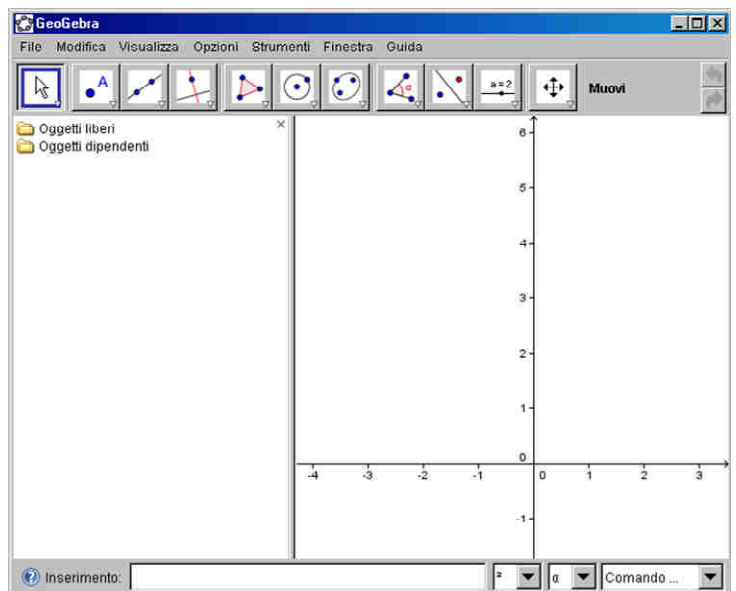 GeoGebra
File Modifica Visualizza Opzioni Strumenti Finestra Guida
A α a=2 Muovi
Oggetti liberi
Oggetti dipendenti
6
5
4
3
2
1
0
-4 -3 -2 -1 0 1 2 3
-1
Inserimento: ² α Comando ...